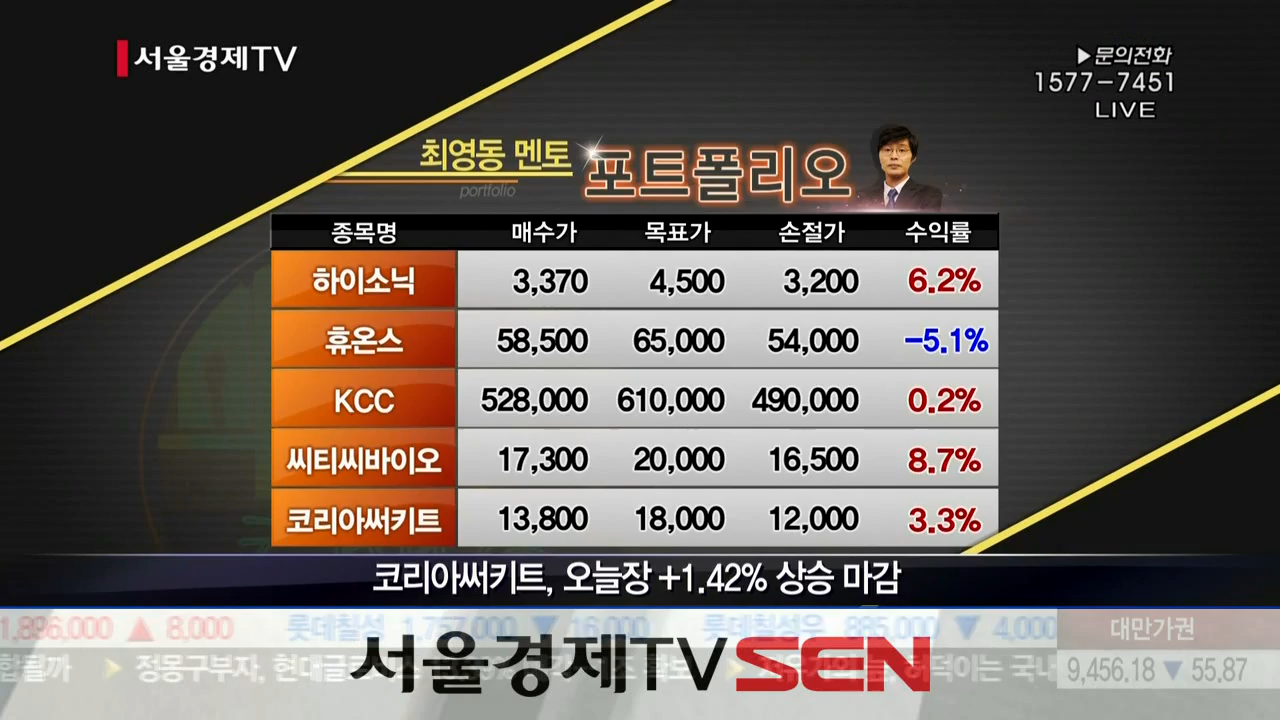 서울경제TV
▶문의전화
1577-7451
LIVE
최영동 멘토 포트폴리오
portfolio
종목명 매수가 목표가 손절가 수익률
하이소닉 3,370 4,500 3,200 6.2%
휴온스 58,500 65,000 54,000 -5.1%
KCC 528,000 610,000 490,000 0.2%
씨티씨바이오 17,300 20,000 16,500 8.7%
코리아써키트 13,800 18,000 12,000 3.3%
코리아써키트, 오늘장 +1.42% 상승 마감
1,896,000 ▲ 8,000 롯데칠성 ▼ 16,000 롯데칠성우 885,000 ▼ 4,000 대만가권
서울경제TV SEN
정몽구부자, 현대글 국내 9,456.18 ▼ 55.87